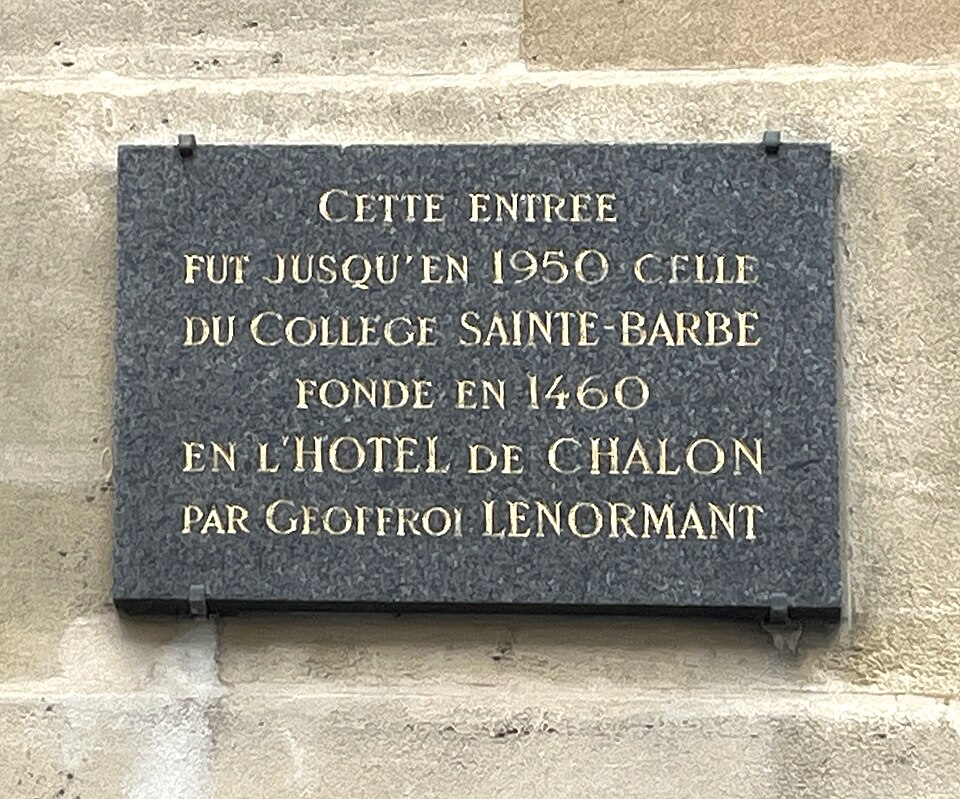 CETTE ENTREE
FUT JUSQU'EN 1950 CELLE
DU COLLEGE SAINTE-BARBE
FONDE EN 1460
EN L'HOTEL DE CHALON
PAR GEOFFROI LENORMANT